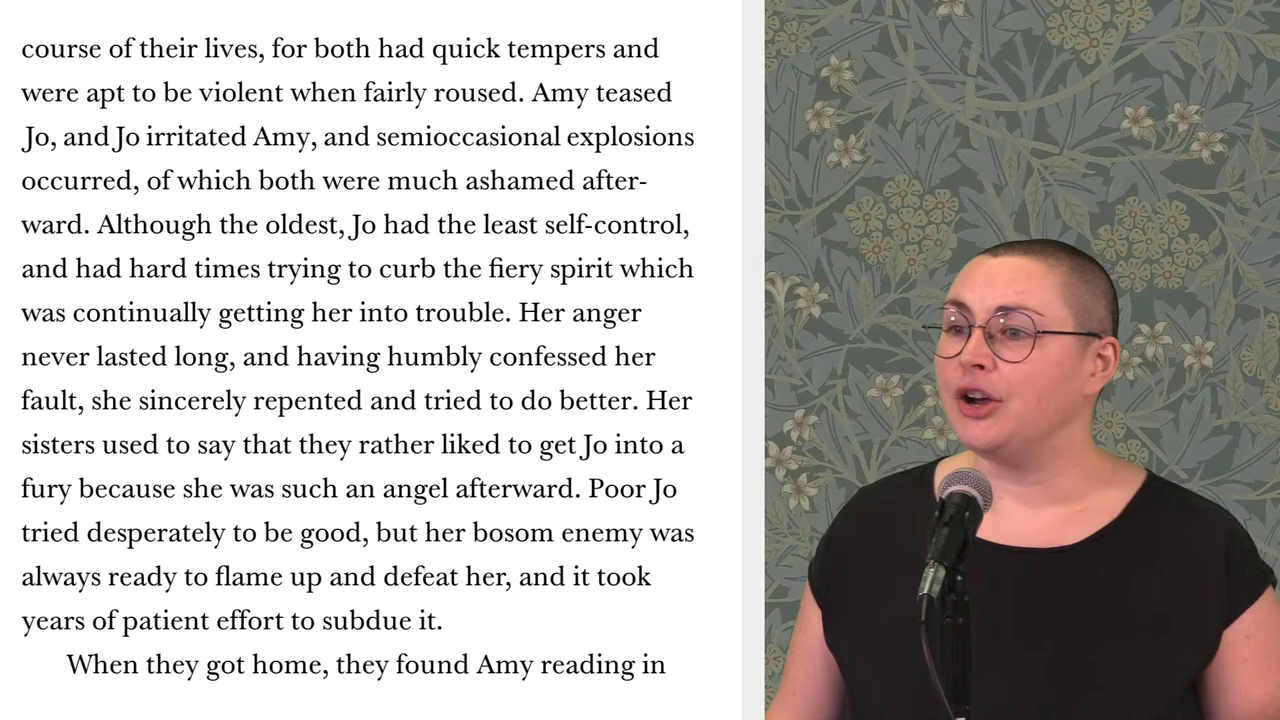 course of their lives, for both had quick tempers and
were apt to be violent when fairly roused. Amy teased
Jo, and Jo irritated Amy, and semioccasional explosions
occurred, of which both were much ashamed after-
ward. Although the oldest, Jo had the least self-control,
and had hard times trying to curb the fiery spirit which
was continually getting her into trouble. Her anger
never lasted long, and having humbly confessed her
fault, she sincerely repented and tried to do better. Her
sisters used to say that they rather liked to get Jo into a
fury because she was such an angel afterward. Poor Jo
tried desperately to be good, but her bosom enemy was
always ready to flame up and defeat her, and it took
years of patient effort to subdue it.
When they got home, they found Amy reading in